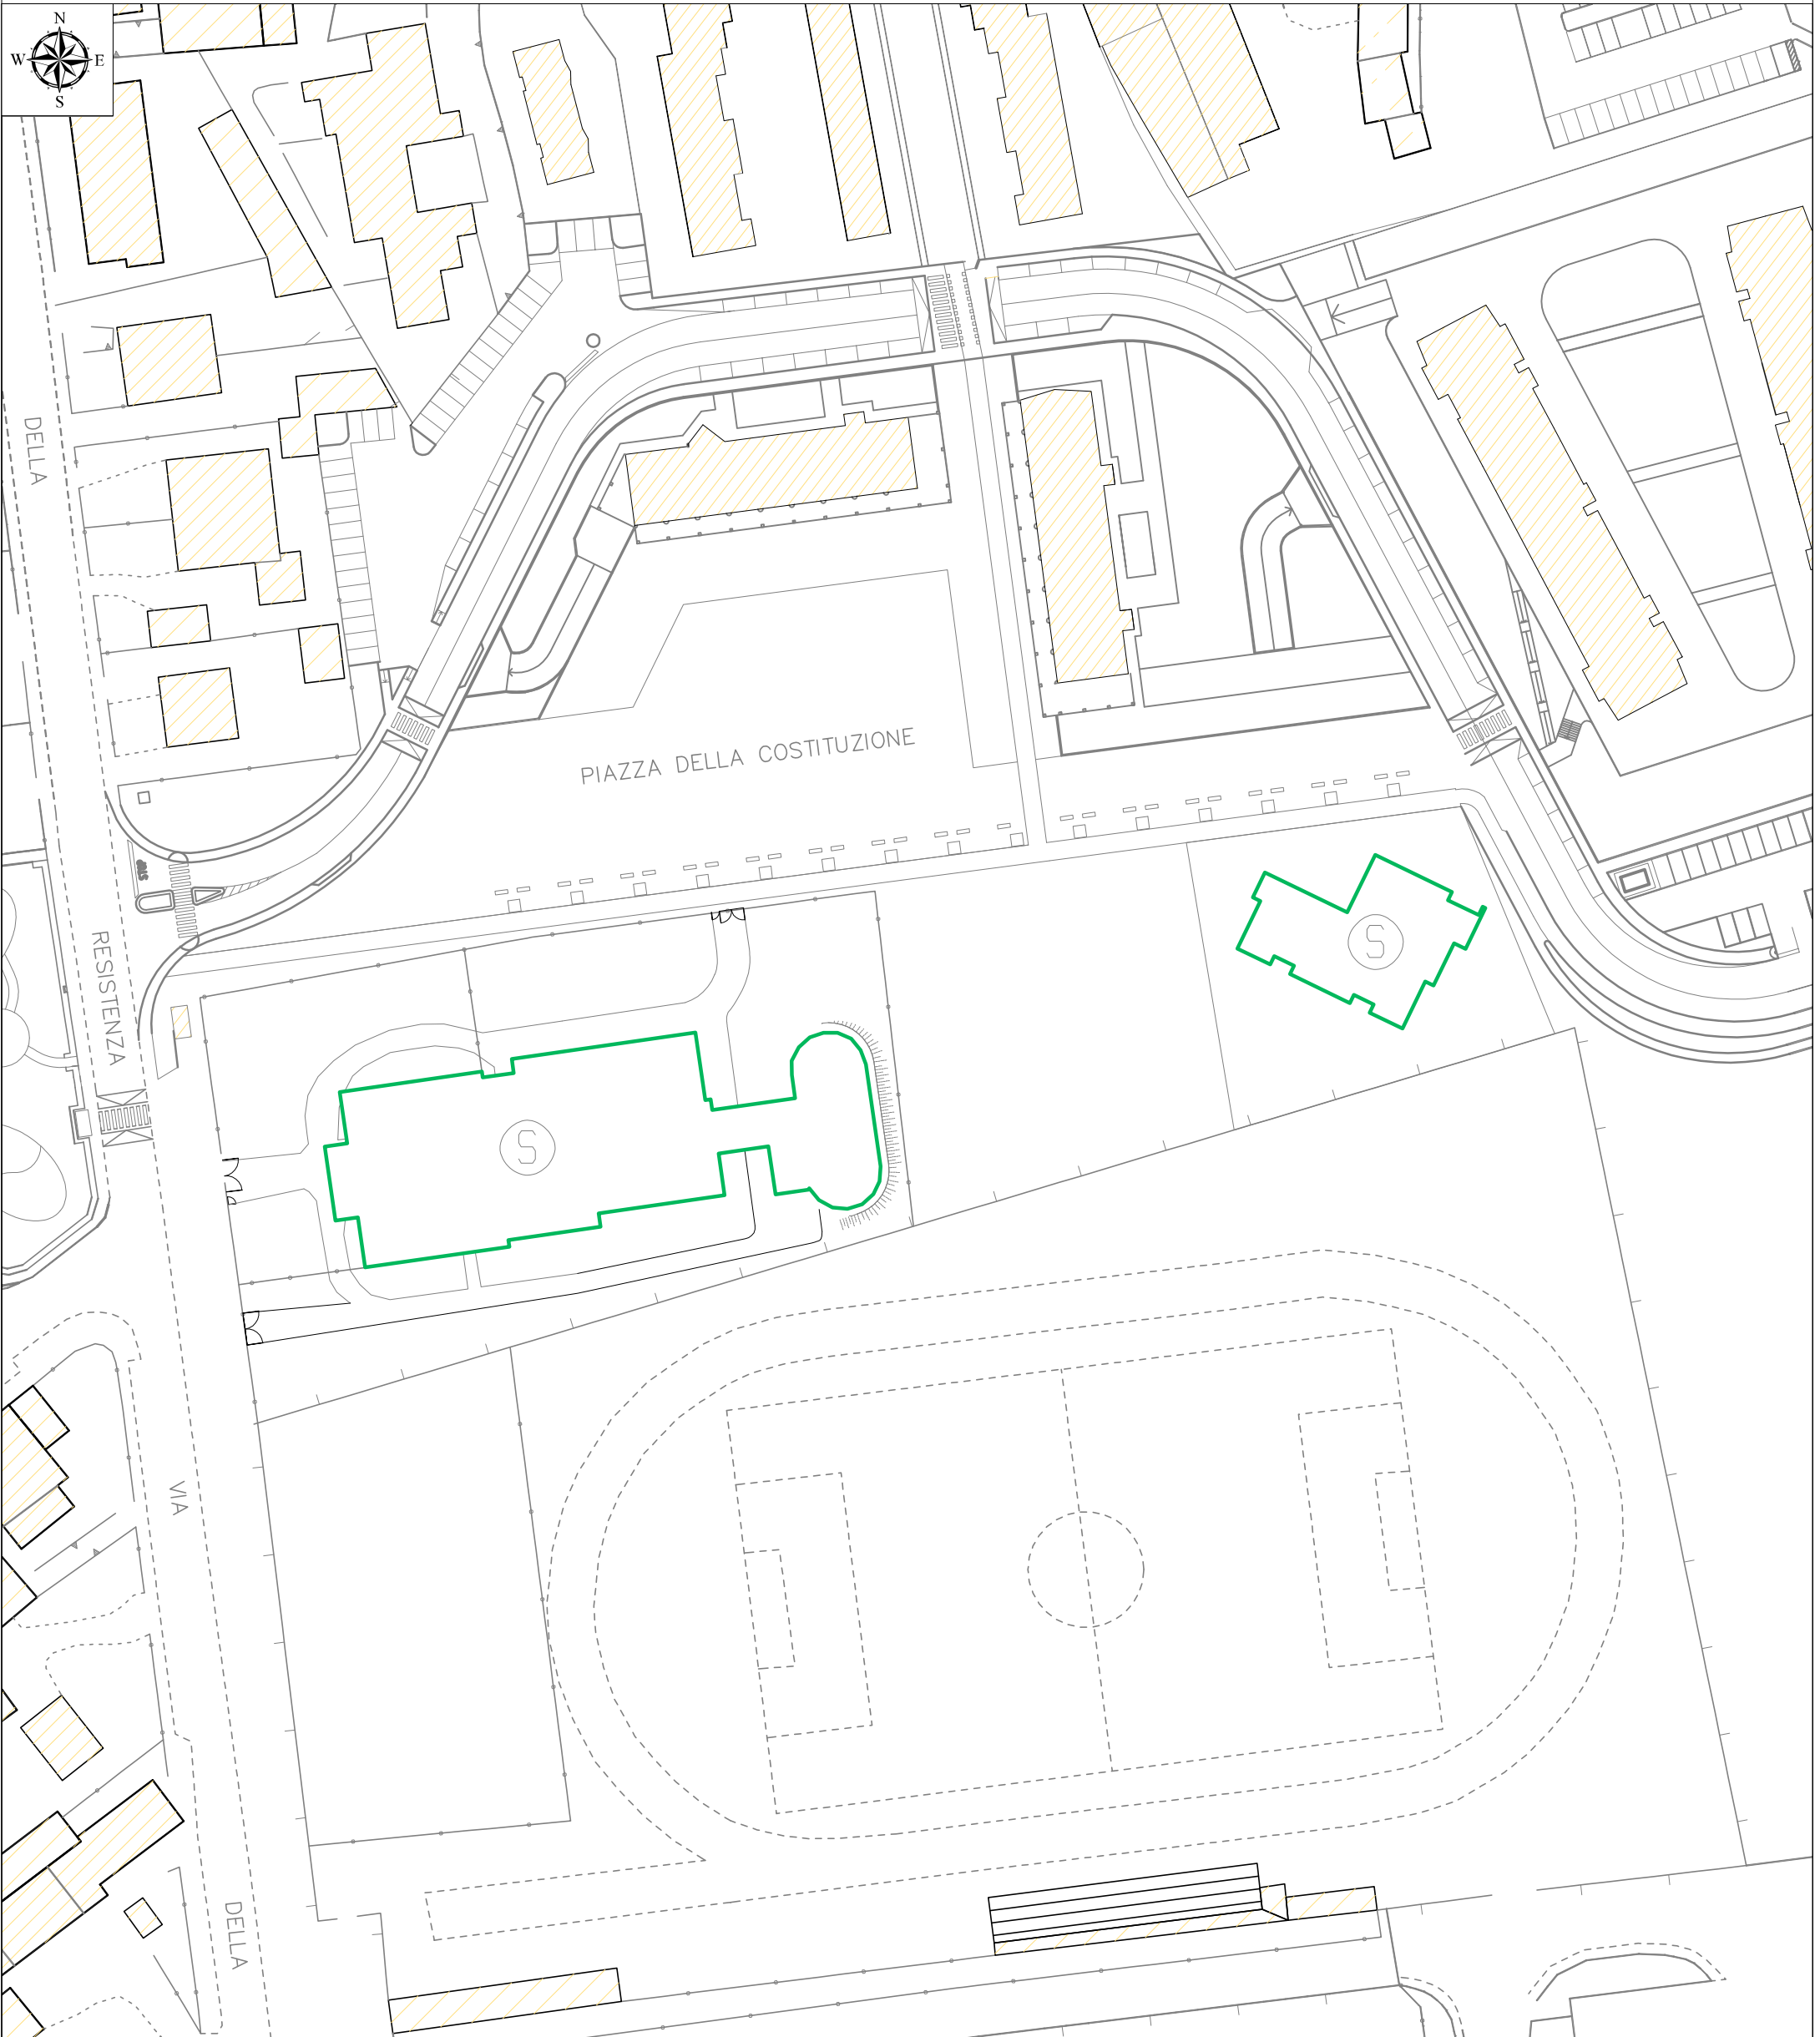 N
W E
S
DELLA
PIAZZA DELLA COSTITUZIONE
RESISTENZA
S
S
VIA
DELLA